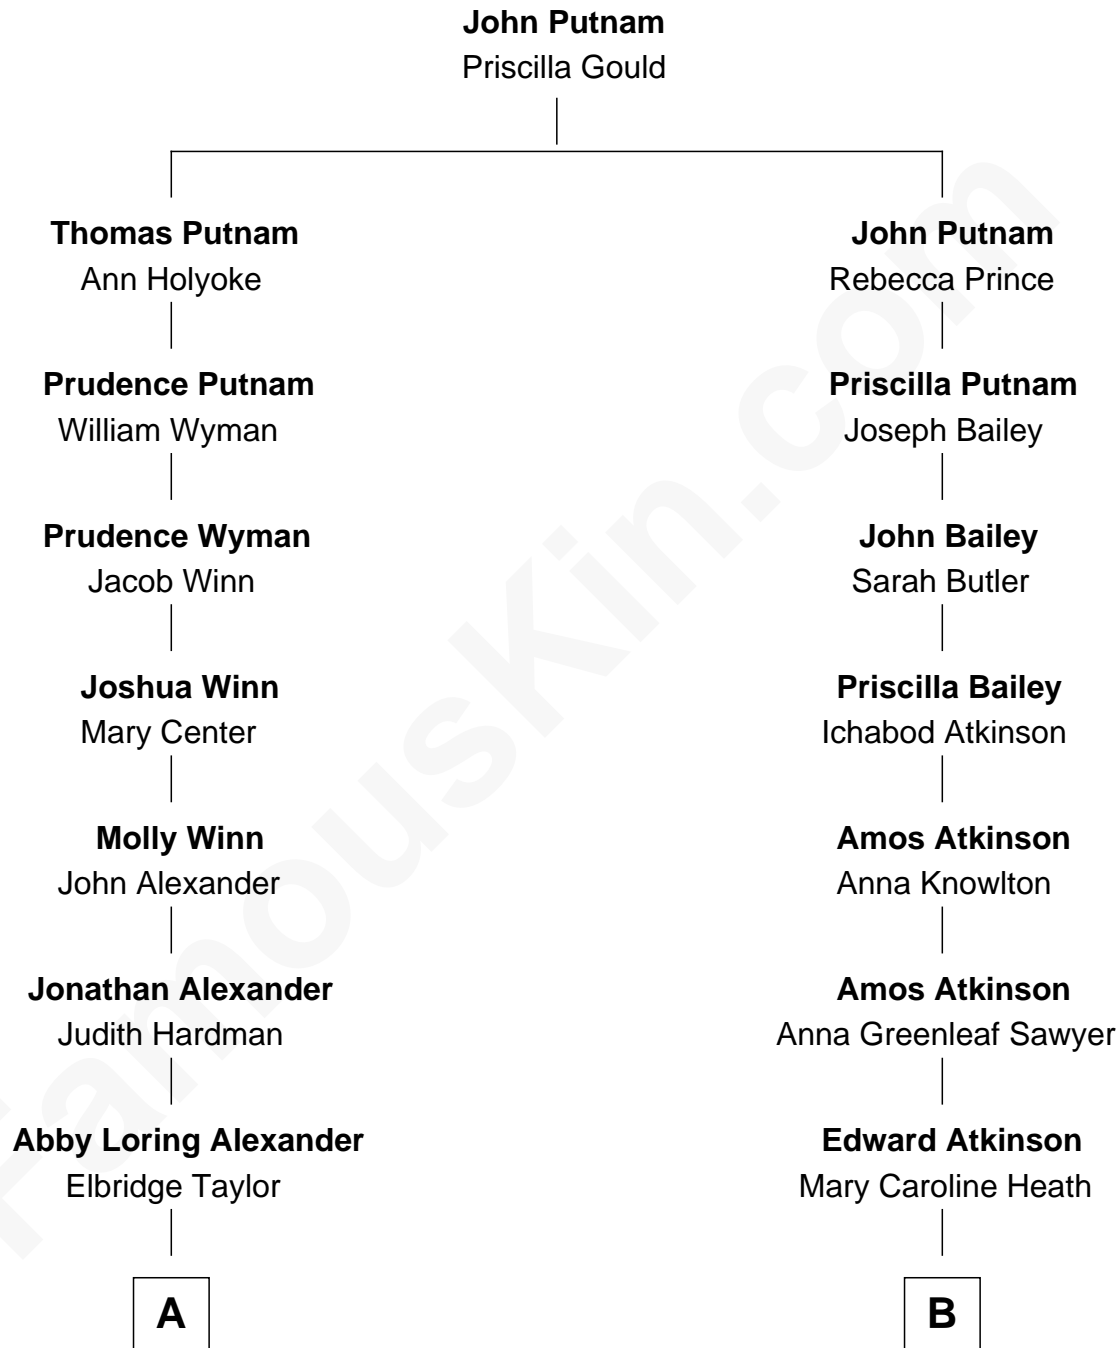 John Putnam
Priscilla Gould
Thomas Putnam
Ann Holyoke
John Putnam
Rebecca Prince
Prudence Putnam
William Wyman
Priscilla Putnam
Joseph Bailey
Prudence Wyman
Jacob Winn
John Bailey
Sarah Butler
Joshua Winn
Mary Center
Priscilla Bailey
Ichabod Atkinson
Molly Winn
John Alexander
Amos Atkinson
Anna Knowlton
Jonathan Alexander
Judith Hardman
Amos Atkinson
Anna Greenleaf Sawyer
Abby Loring Alexander
Elbridge Taylor
Edward Atkinson
Mary Caroline Heath
A
B
FamousKin.com